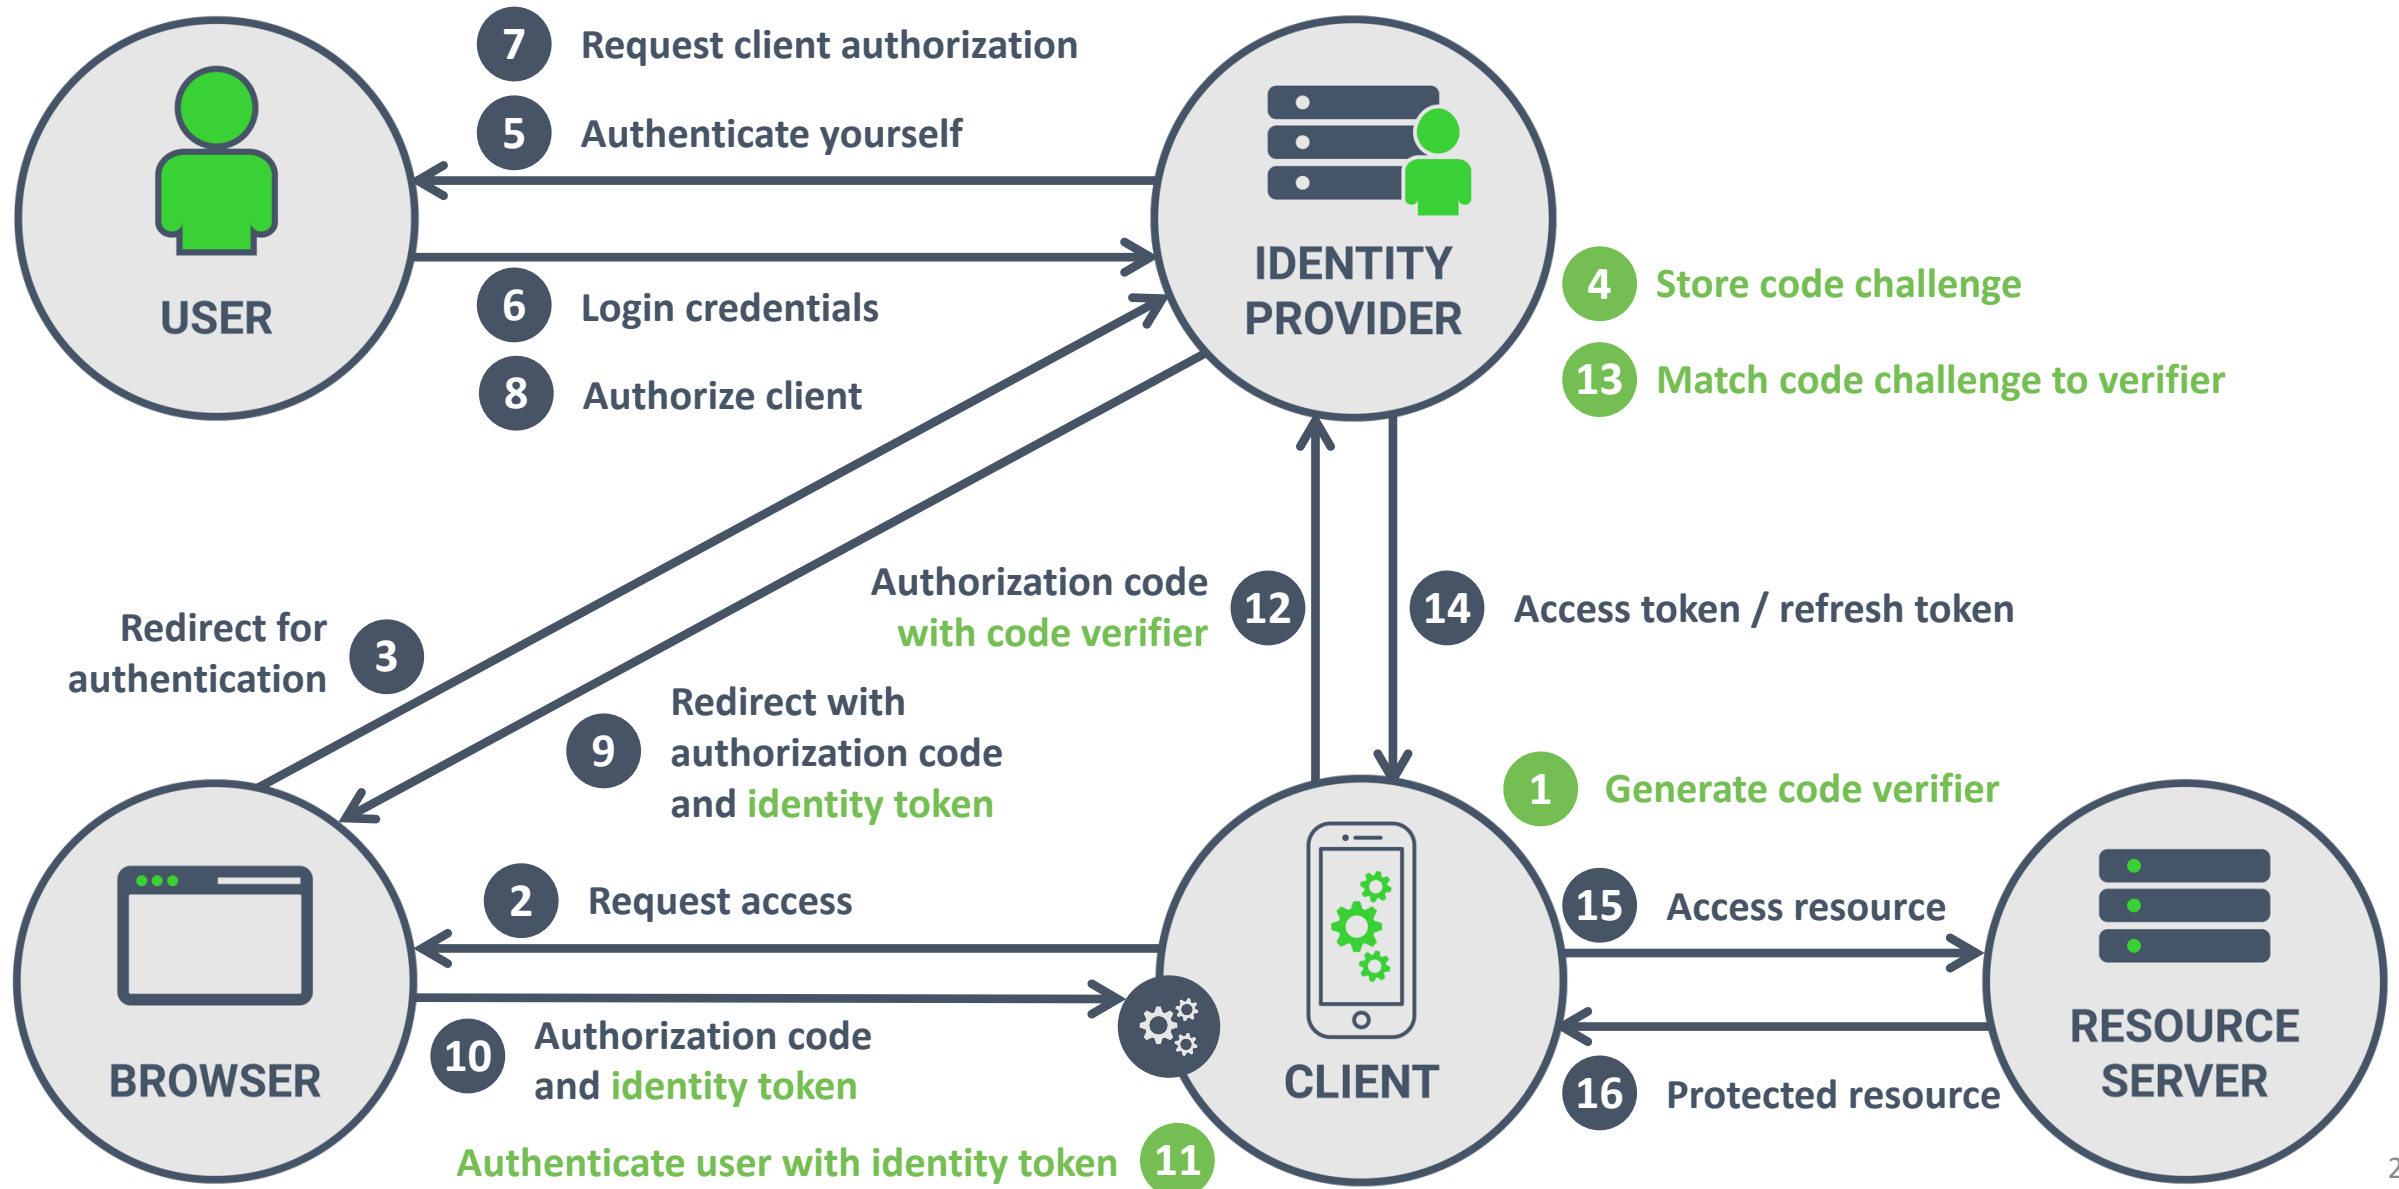 7 Request client authorization
5 Authenticate yourself
USER
6 Login credentials
8 Authorize client
IDENTITY
PROVIDER
4 Store code challenge
13 Match code challenge to verifier
Redirect for
authentication
3
9
Redirect with
authorization code
and identity token
Authorization code
with code verifier
12
14 Access token / refresh token
1 Generate code verifier
2 Request access
BROWSER
10
Authorization code
and identity token
Authenticate user with identity token 11
CLIENT
15 Access resource
16 Protected resource
RESOURCE
SERVER
2